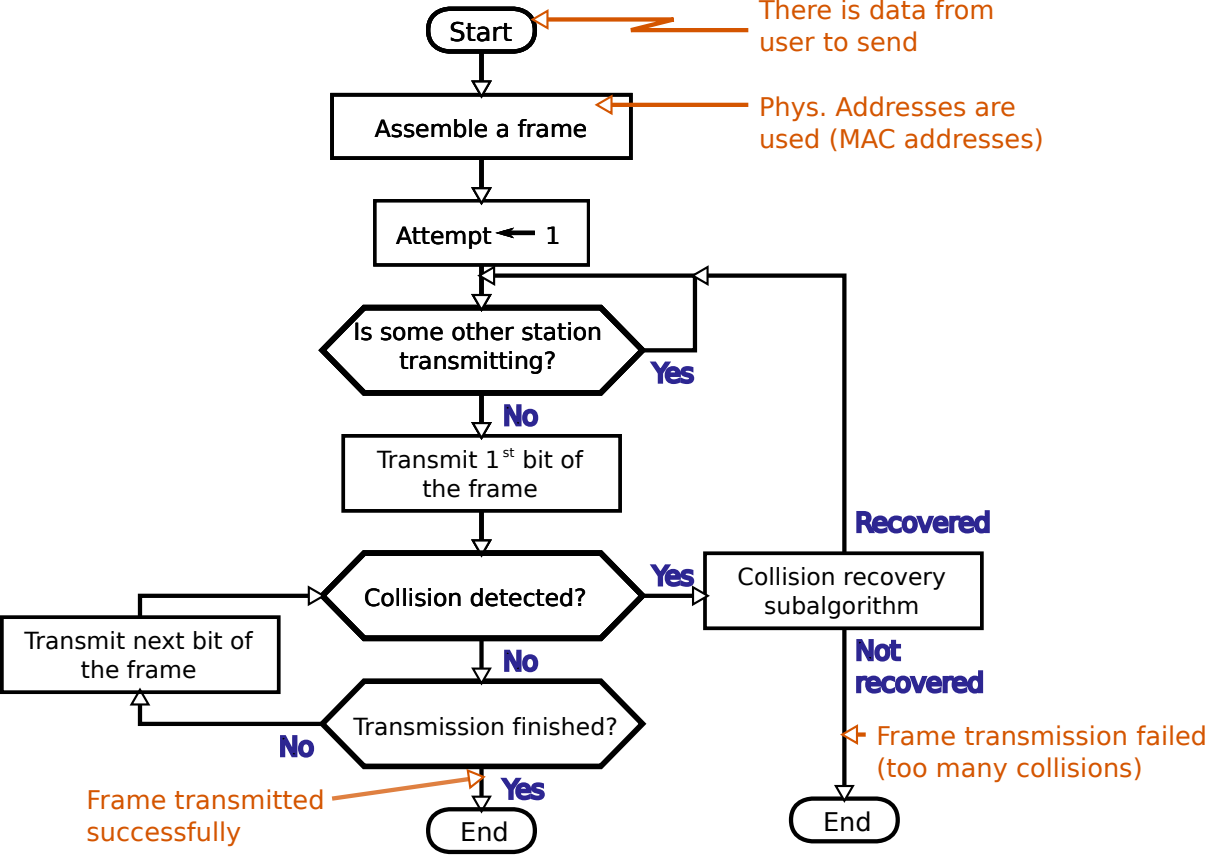 There is data from
user to send
Start
Phys. Addresses are
used (MAC addresses)
Assemble a frame
Attempt ← 1
Is some other station
transmitting?
Yes
No
Transmit 1st bit of
the frame
Recovered
Collision detected?
Yes
Collision recovery
subalgorithm
Transmit next bit of
the frame
No
Not
recovered
Transmission finished?
No
Frame transmission failed
(too many collisions)
Yes
Frame transmitted
successfully
End
End